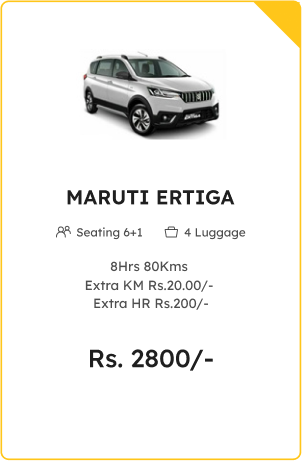 ERTIGA
MARUTI ERTIGA
Seating 6+1 4 Luggage
8Hrs 80Kms
Extra KM Rs.20.00/-
Extra HR Rs.200/-
Rs. 2800/-